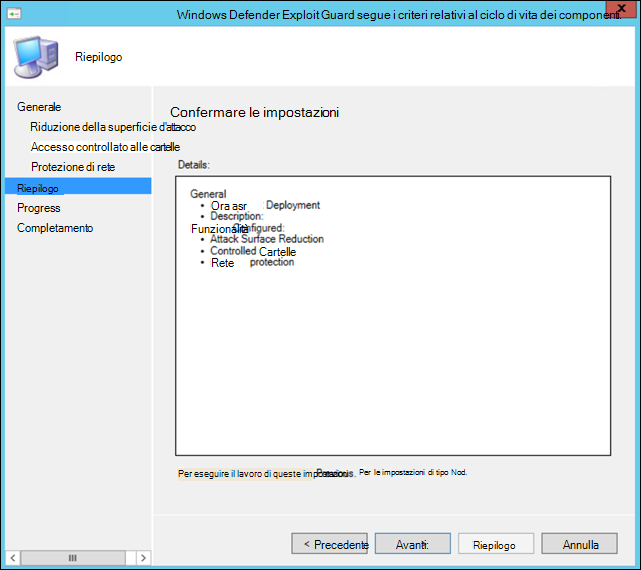 Windows Defender Exploit Guard segue i criteri relativi al ciclo di vita dei componenti.
Riepilogo
Generale
Riduzione della superficie d'attacco
Accesso controllato alle cartelle
Protezione di rete
Riepilogo
Progress
Completamento
Confermare le impostazioni
Details:
General
• Ora asr : Deployment
• Description:
Funzionalità Configured:
• Attack Surface Reduction
• Controlled Cartelle
• Rete protection
Per eseguire il lavoro di queste impostazioni Previous. Per le impostazioni di tipo Nod.
< Precedente
Avanti:
Riepilogo
Annulla